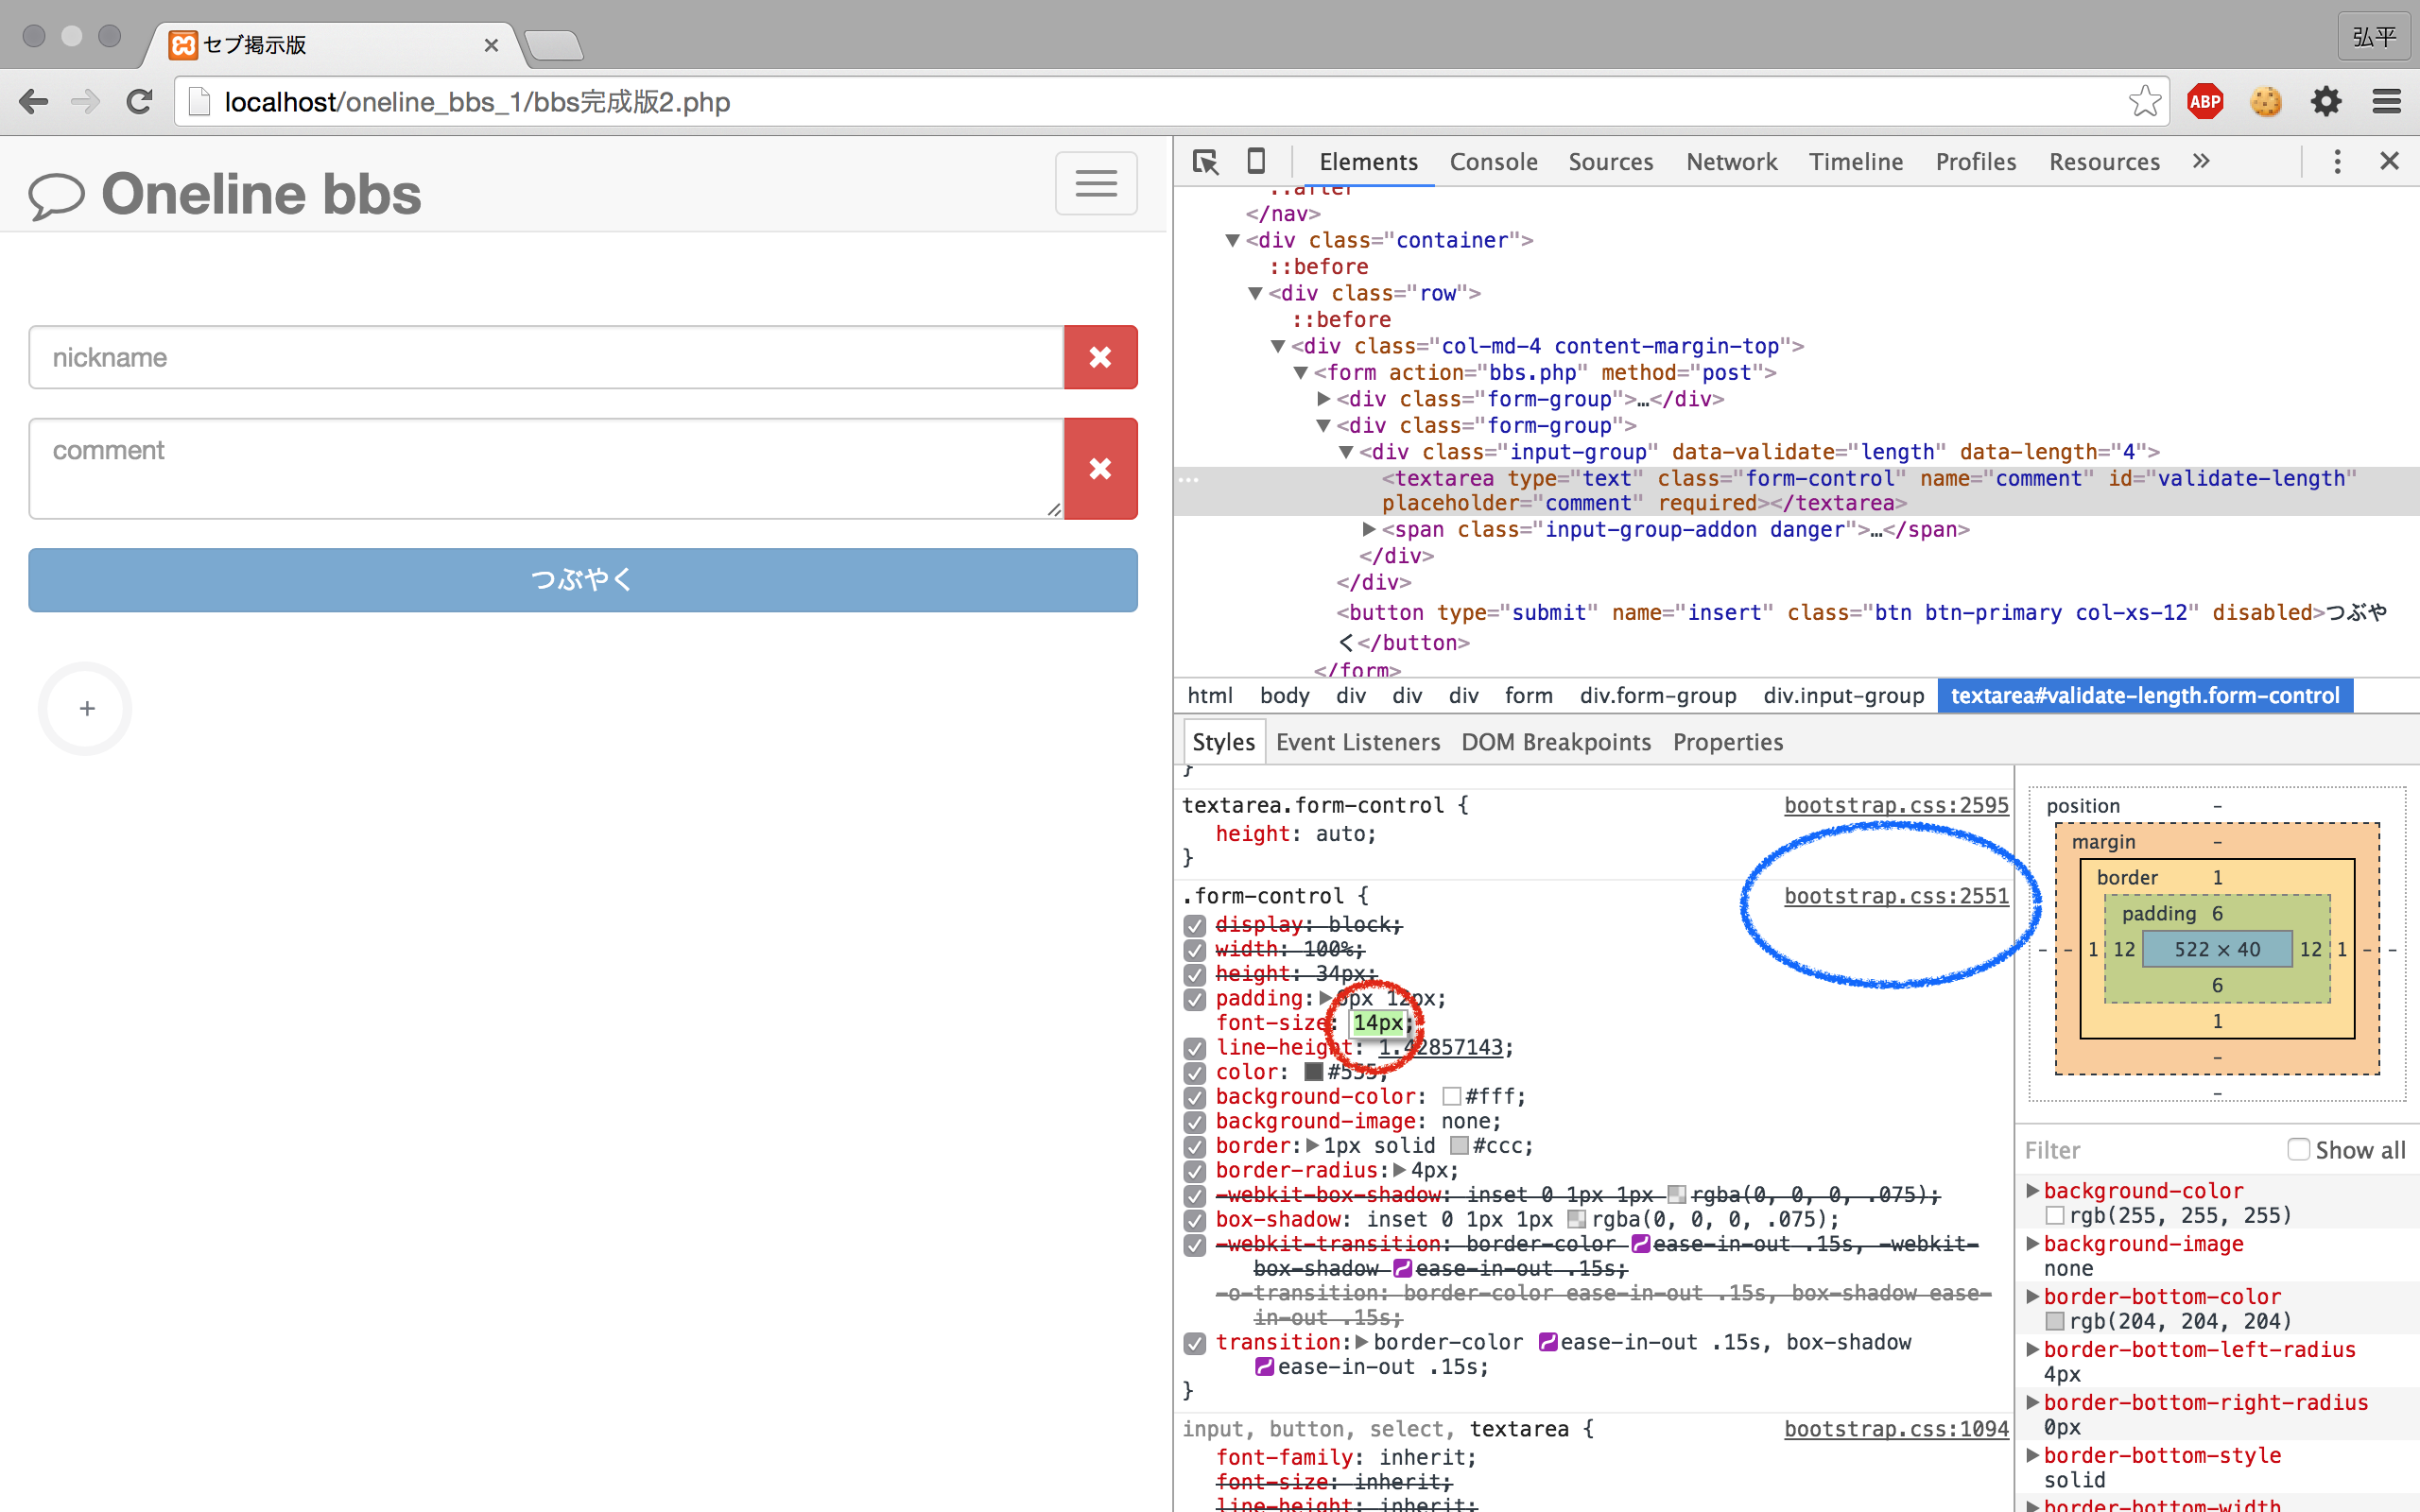 セブ掲示版
弘平
localhost/oneline_bbs_1/bbs完成版2.php
ABP
Oneline bbs
nickname
comment
つぶやく
+
Elements Console Sources Network Timeline Profiles Resources »
::after
</nav>
▼<div class="container">
::before
▼<div class="row">
::before
▼<div class="col-md-4 content-margin-top">
▼<form action="bbs.php" method="post">
▶<div class="form-group">…</div>
▼<div class="form-group">
▼<div class="input-group" data-validate="length" data-length="4">
<textarea type="text" class="form-control" name="comment" id="validate-length"
placeholder="comment" required></textarea>
▶<span class="input-group-addon danger">…</span>
</div>
</div>
<button type="submit" name="insert" class="btn btn-primary col-xs-12" disabled>つぶや
く</button>
</form>
html body div div div form div.form-group div.input-group textarea#validate-length.form-control
Styles Event Listeners DOM Breakpoints Properties
}
textarea.form-control { bootstrap.css:2595
height: auto;
}
.form-control { bootstrap.css:2551
display: block;
width: 100%;
height: 34px;
padding:▶6px 12px;
font-size: 14px;
line-height: 1.42857143;
color: #555;
background-color: #fff;
background-image: none;
border:▶1px solid #ccc;
border-radius:▶4px;
-webkit-box-shadow: inset 0 1px 1px rgba(0, 0, 0, .075);
box-shadow: inset 0 1px 1px rgba(0, 0, 0, .075);
-webkit-transition: border-color ease-in-out .15s, -webkit-
box-shadow ease-in-out .15s;
-o-transition: border-color ease-in-out .15s, box-shadow ease-
in-out .15s;
transition:▶border-color ease-in-out .15s, box-shadow
ease-in-out .15s;
}
input, button, select, textarea { bootstrap.css:1094
font-family: inherit;
font-size: inherit;
line-height: inherit;
position –
margin –
border 1
padding 6
– – 1 12 522 × 40 12 1 – –
6
1
–
–
Filter Show all
▶background-color
rgb(255, 255, 255)
▶background-image
none
▶border-bottom-color
rgb(204, 204, 204)
▶border-bottom-left-radius
4px
▶border-bottom-right-radius
0px
▶border-bottom-style
solid
▶border-bottom-width